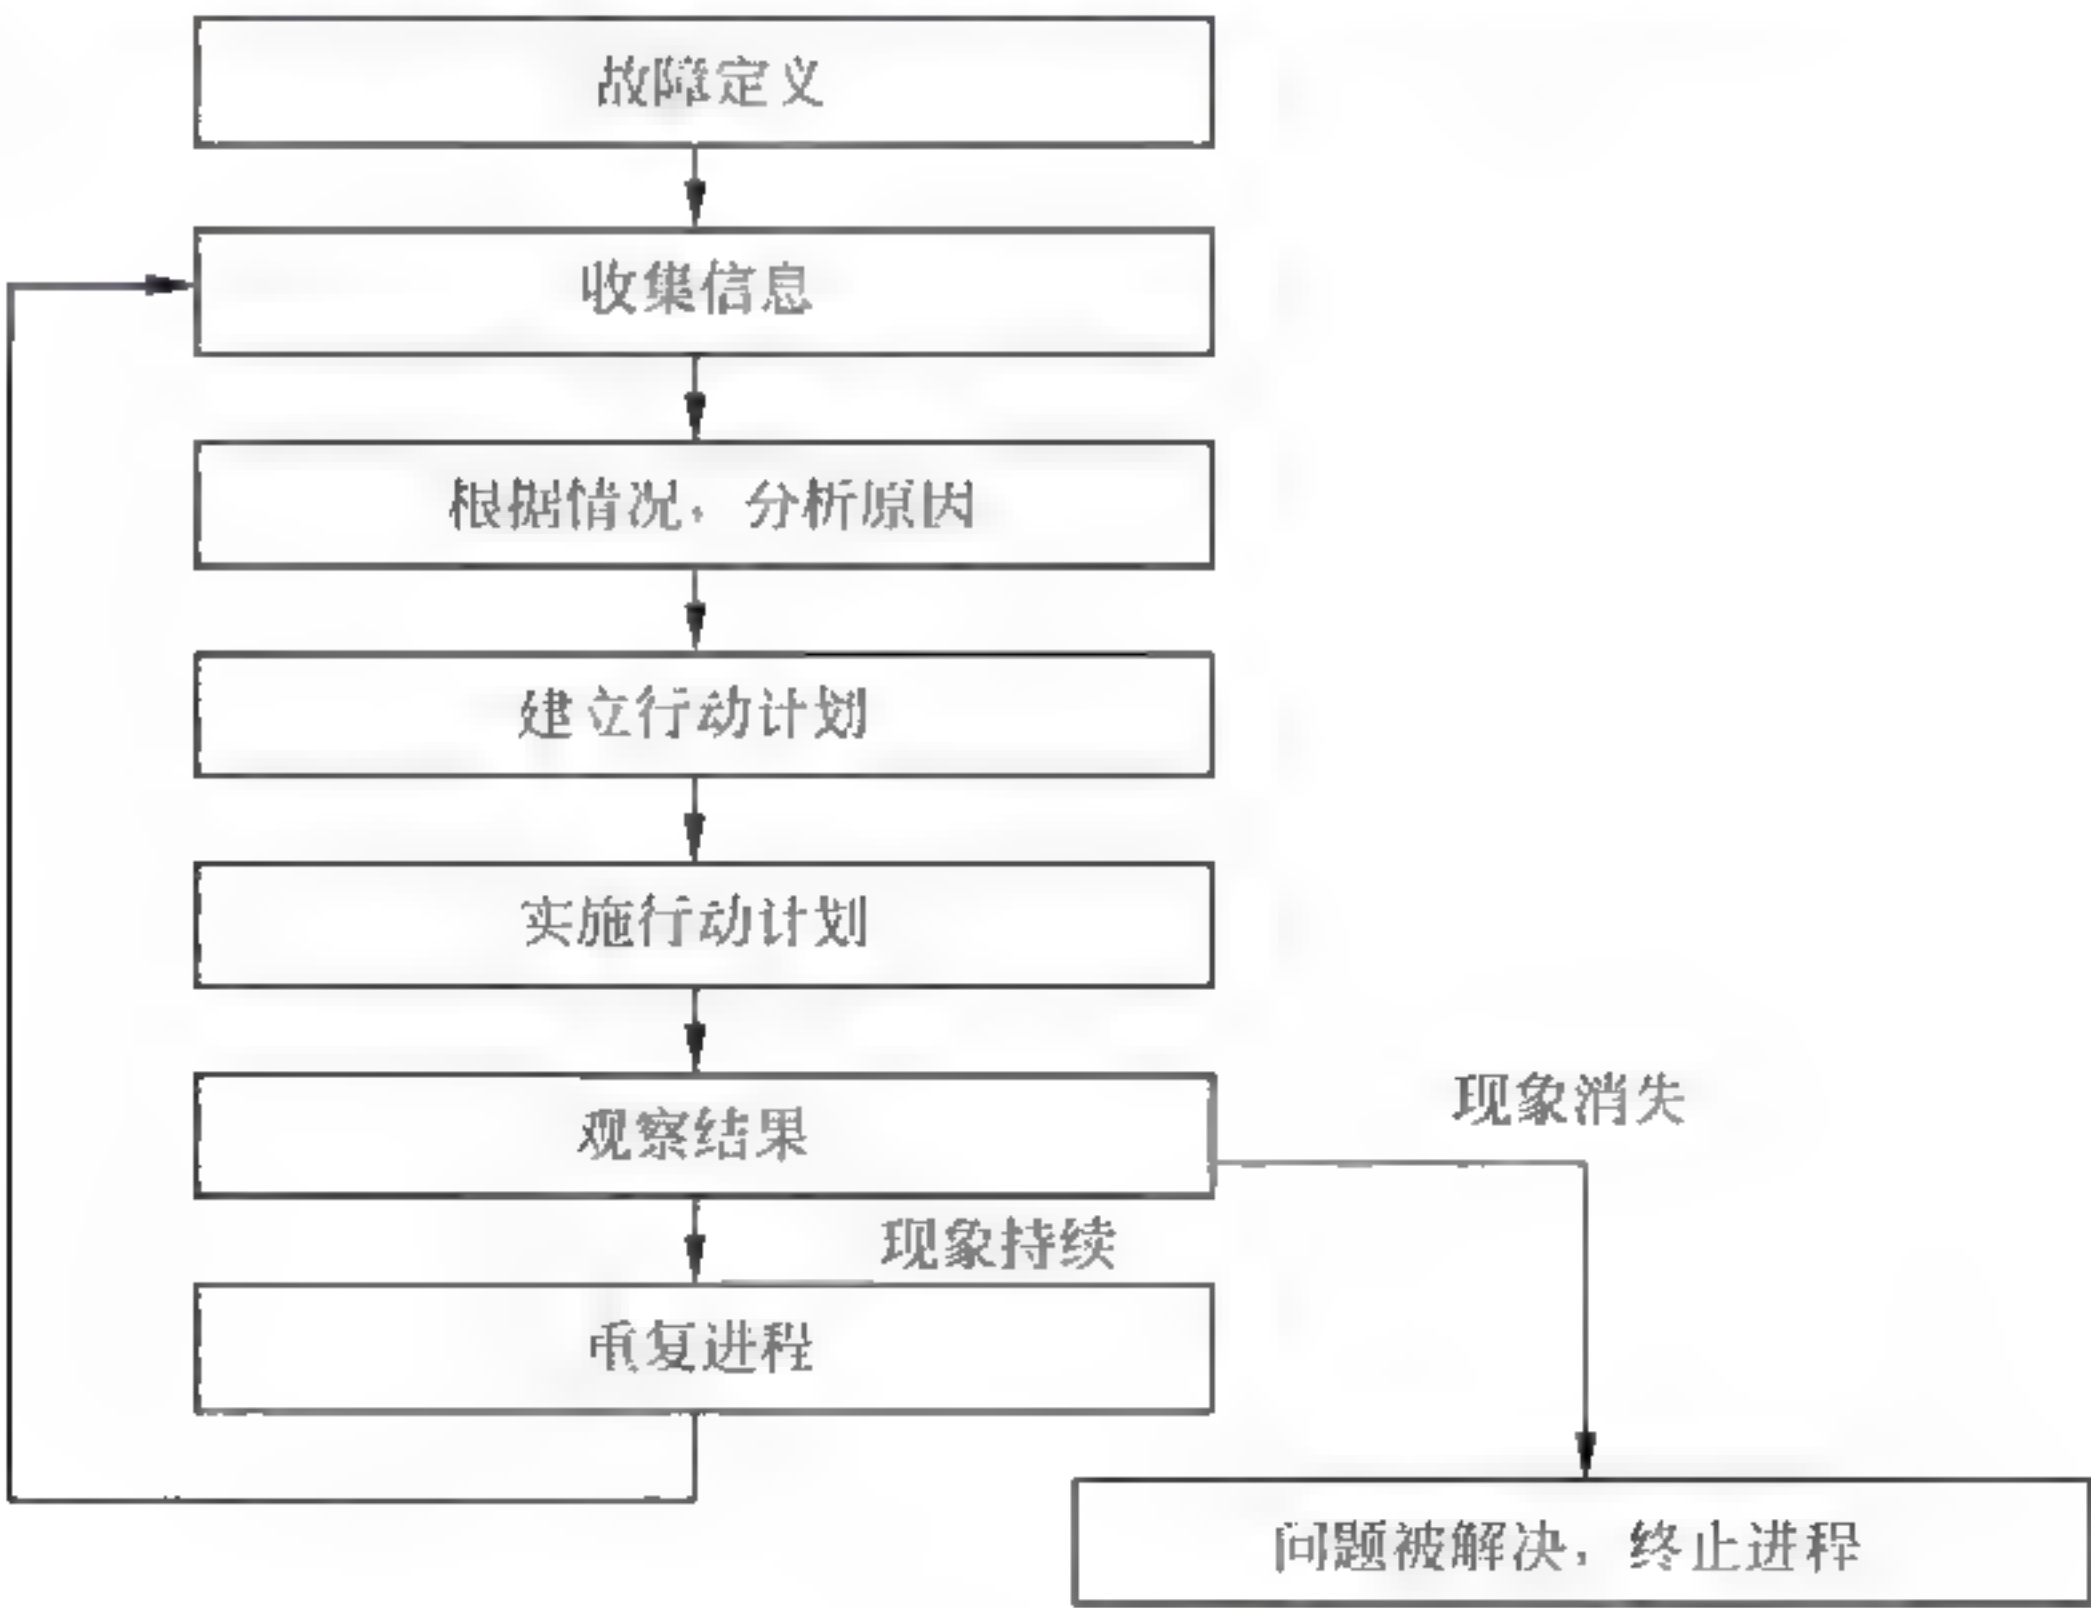 故障定义
收集信息
根据情况，分析原因
建立行动计划
实施行动计划
观察结果
现象消失
现象持续
重复进程
问题被解决，终止进程